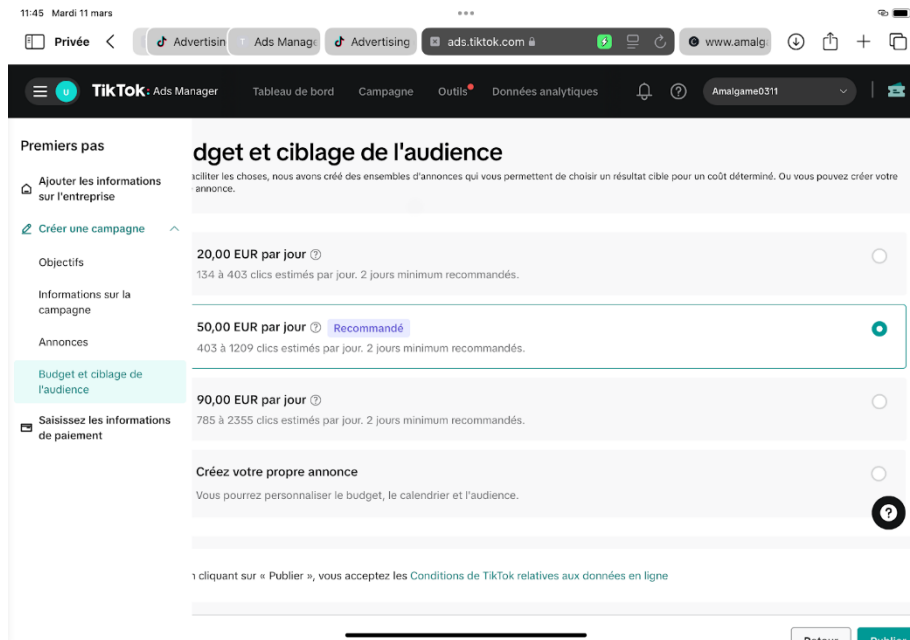 11:45 Mardi 11 mars
Privée
Advertisin
Ads Manage
Advertising
ads.tiktok.com
www.amalg
TikTok: Ads Manager
Tableau de bord
Campagne
Outils
Données analytiques
Amalgame0311
U
Premiers pas
Ajouter les informations
sur l'entreprise
Créer une campagne
Objectifs
Informations sur la
campagne
Annonces
Budget et ciblage de
l'audience
Saisissez les informations
de paiement
dget et ciblage de l'audience
aciliter les choses, nous avons créé des ensembles d'annonces qui vous permettent de choisir un résultat cible pour un coût déterminé. Ou vous pouvez créer votre
annonce.
20,00 EUR par jour
134 à 403 clics estimés par jour. 2 jours minimum recommandés.
50,00 EUR par jour Recommandé
403 à 1209 clics estimés par jour. 2 jours minimum recommandés.
90,00 EUR par jour
785 à 2355 clics estimés par jour. 2 jours minimum recommandés.
Créez votre propre annonce
Vous pourrez personnaliser le budget, le calendrier et l'audience.
n cliquant sur « Publier », vous acceptez les Conditions de TikTok relatives aux données en ligne
Retour
Publier